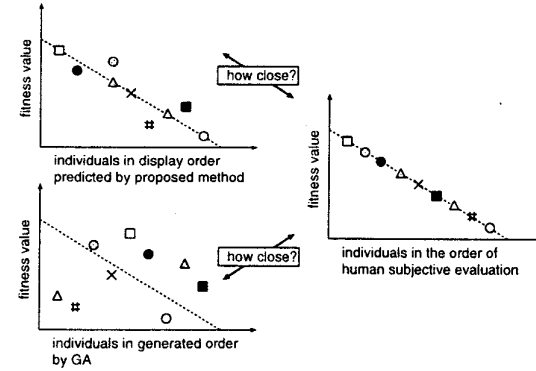 fitness value
how close?
individuals in display order
predicted by proposed method
fitness value
individuals in the order of
human subjective evaluation
fitness value
how close?
individuals in generated order
by GA